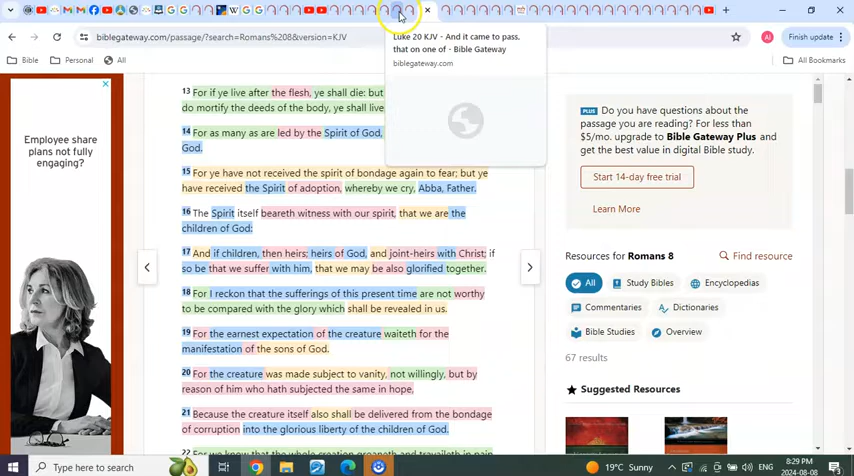 biblegateway.com/passage/?search=Romans%208&version=KJV
Finish update
Bible
Personal
All
All Bookmarks
Luke 20 KJV - And it came to pass,
that on one of - Bible Gateway
biblegateway.com
Employee share
plans not fully
engaging?
13 For if ye live after the flesh, ye shall die: but
do mortify the deeds of the body, ye shall live
14 For as many as are led by the Spirit of God,
God.
15 For ye have not received the spirit of bondage again to fear; but ye
have received the Spirit of adoption, whereby we cry, Abba, Father.
16 The Spirit itself beareth witness with our spirit, that we are the
children of God:
17 And if children, then heirs; heirs of God, and joint-heirs with Christ; if
so be that we suffer with him, that we may be also glorified together.
18 For I reckon that the sufferings of this present time are not worthy
to be compared with the glory which shall be revealed in us.
19 For the earnest expectation of the creature waiteth for the
manifestation of the sons of God.
20 For the creature was made subject to vanity, not willingly, but by
reason of him who hath subjected the same in hope,
21 Because the creature itself also shall be delivered from the bondage
of corruption into the glorious liberty of the children of God.
22 For we know that the whole creation groaneth and travaileth in pain
PLUS Do you have questions about the
passage you are reading? For less than
$5/mo. upgrade to Bible Gateway Plus and
get the best value in digital Bible study.
Start 14-day free trial
Learn More
Resources for Romans 8
Find resource
All
Study Bibles
Encyclopedias
Commentaries
Dictionaries
Bible Studies
Overview
67 results
Suggested Resources
Type here to search
19°C Sunny
8:29 PM
2024-08-08